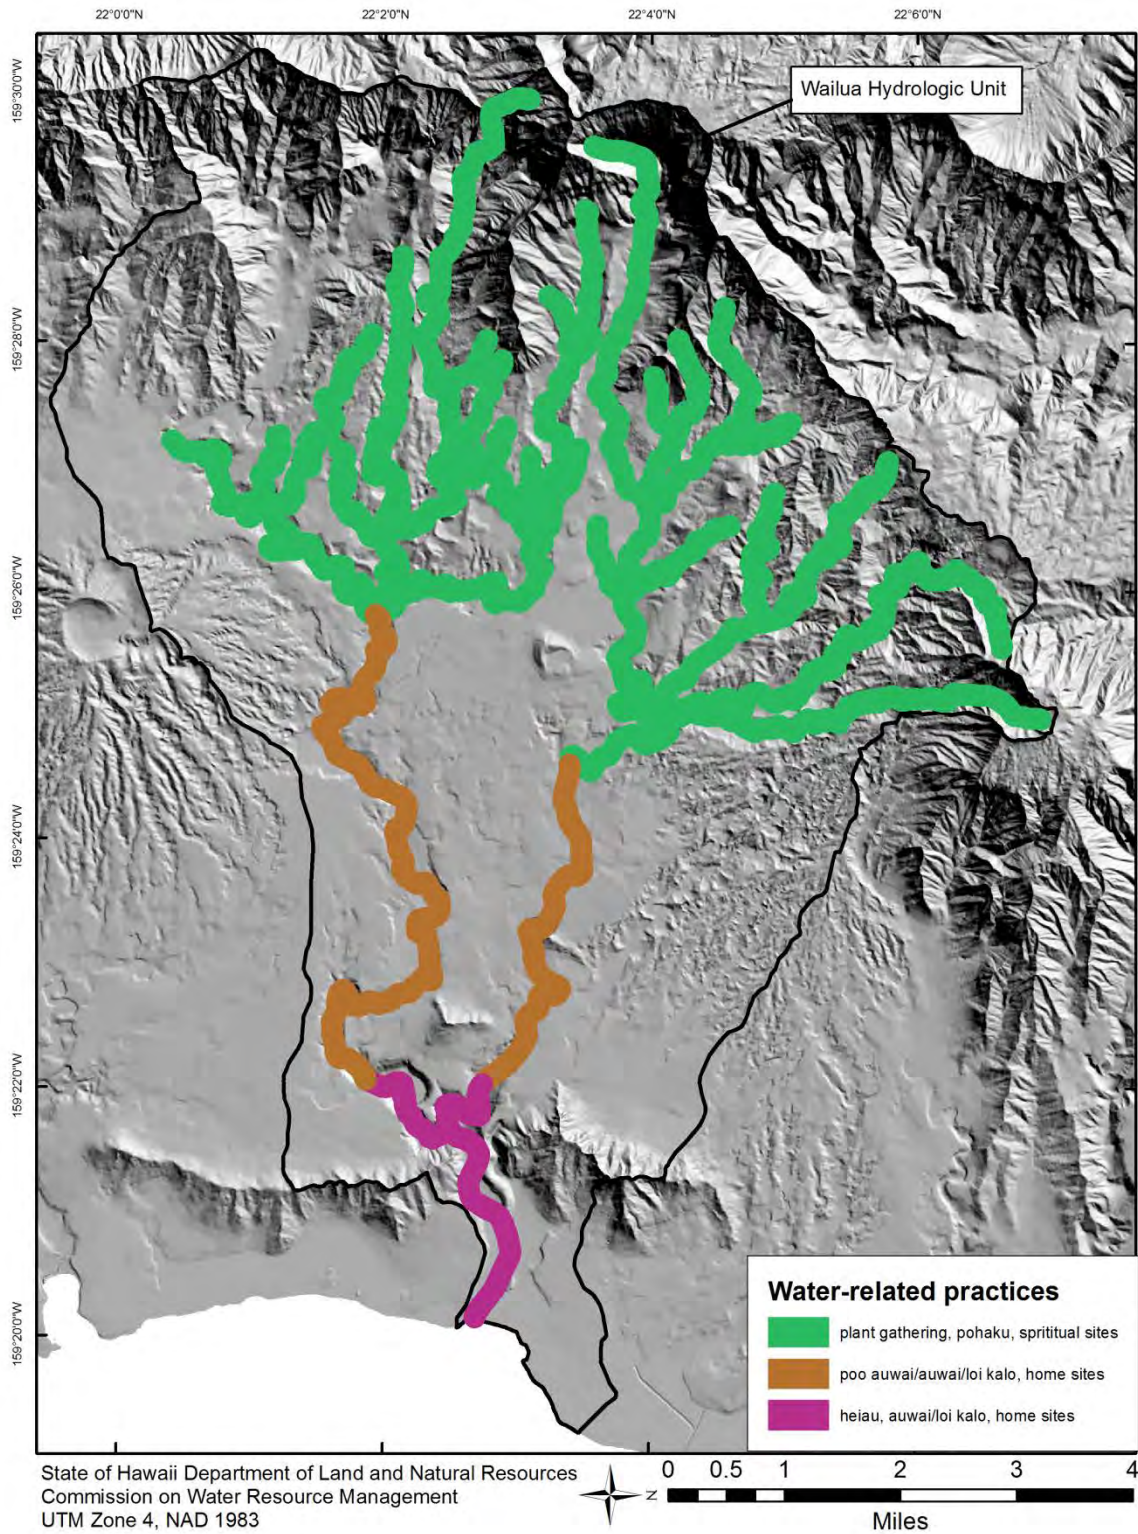 22°0'0"N
22°20'N
22°4'0"N
22°6'0"N
159°30'0"W
159°28'0"W
159°26'0"W
159°24'0"W
159°22'0"W
159°20'0"W
Wailua Hydrologic Unit
Water-related practices
plant gathering, pohaku, sprititual sites
poo auwai/auwai/loi kalo, home sites
heiau, auwai/loi kalo, home sites
State of Hawaii Department of Land and Natural Resources
Commission on Water Resource Management
UTM Zone 4, NAD 1983
N
0 0.5 1 2 3 4
Miles